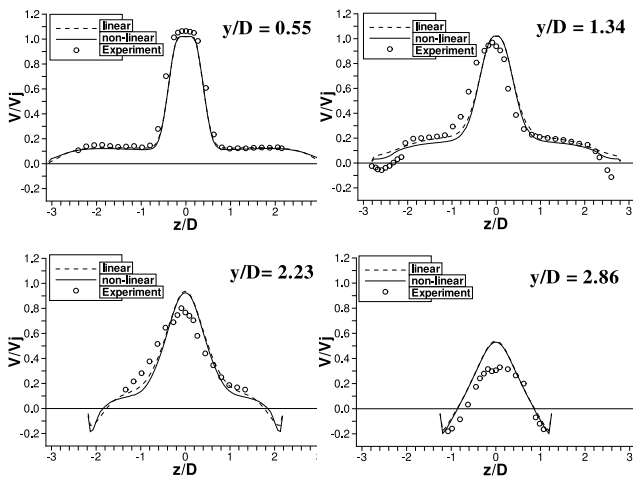 y/D = 0.55
linear
non-linear
Experiment
V/Vj
1.2
1.0
0.8
0.6
0.4
0.2
0.0
-0.2
-3 -2 -1 0 1 2 3
z/D
y/D = 1.34
linear
non-linear
Experiment
V/Vj
1.2
1.0
0.8
0.6
0.4
0.2
0.0
-0.2
-3 -2 -1 0 1 2 3
z/D
y/D= 2.23
linear
non-linear
Experiment
V/Vj
1.2
1.0
0.8
0.6
0.4
0.2
0.0
-0.2
-3 -2 -1 0 1 2 3
z/D
y/D = 2.86
linear
non-linear
Experiment
V/Vj
1.2
1.0
0.8
0.6
0.4
0.2
0.0
-0.2
-3 -2 -1 0 1 2 3
z/D